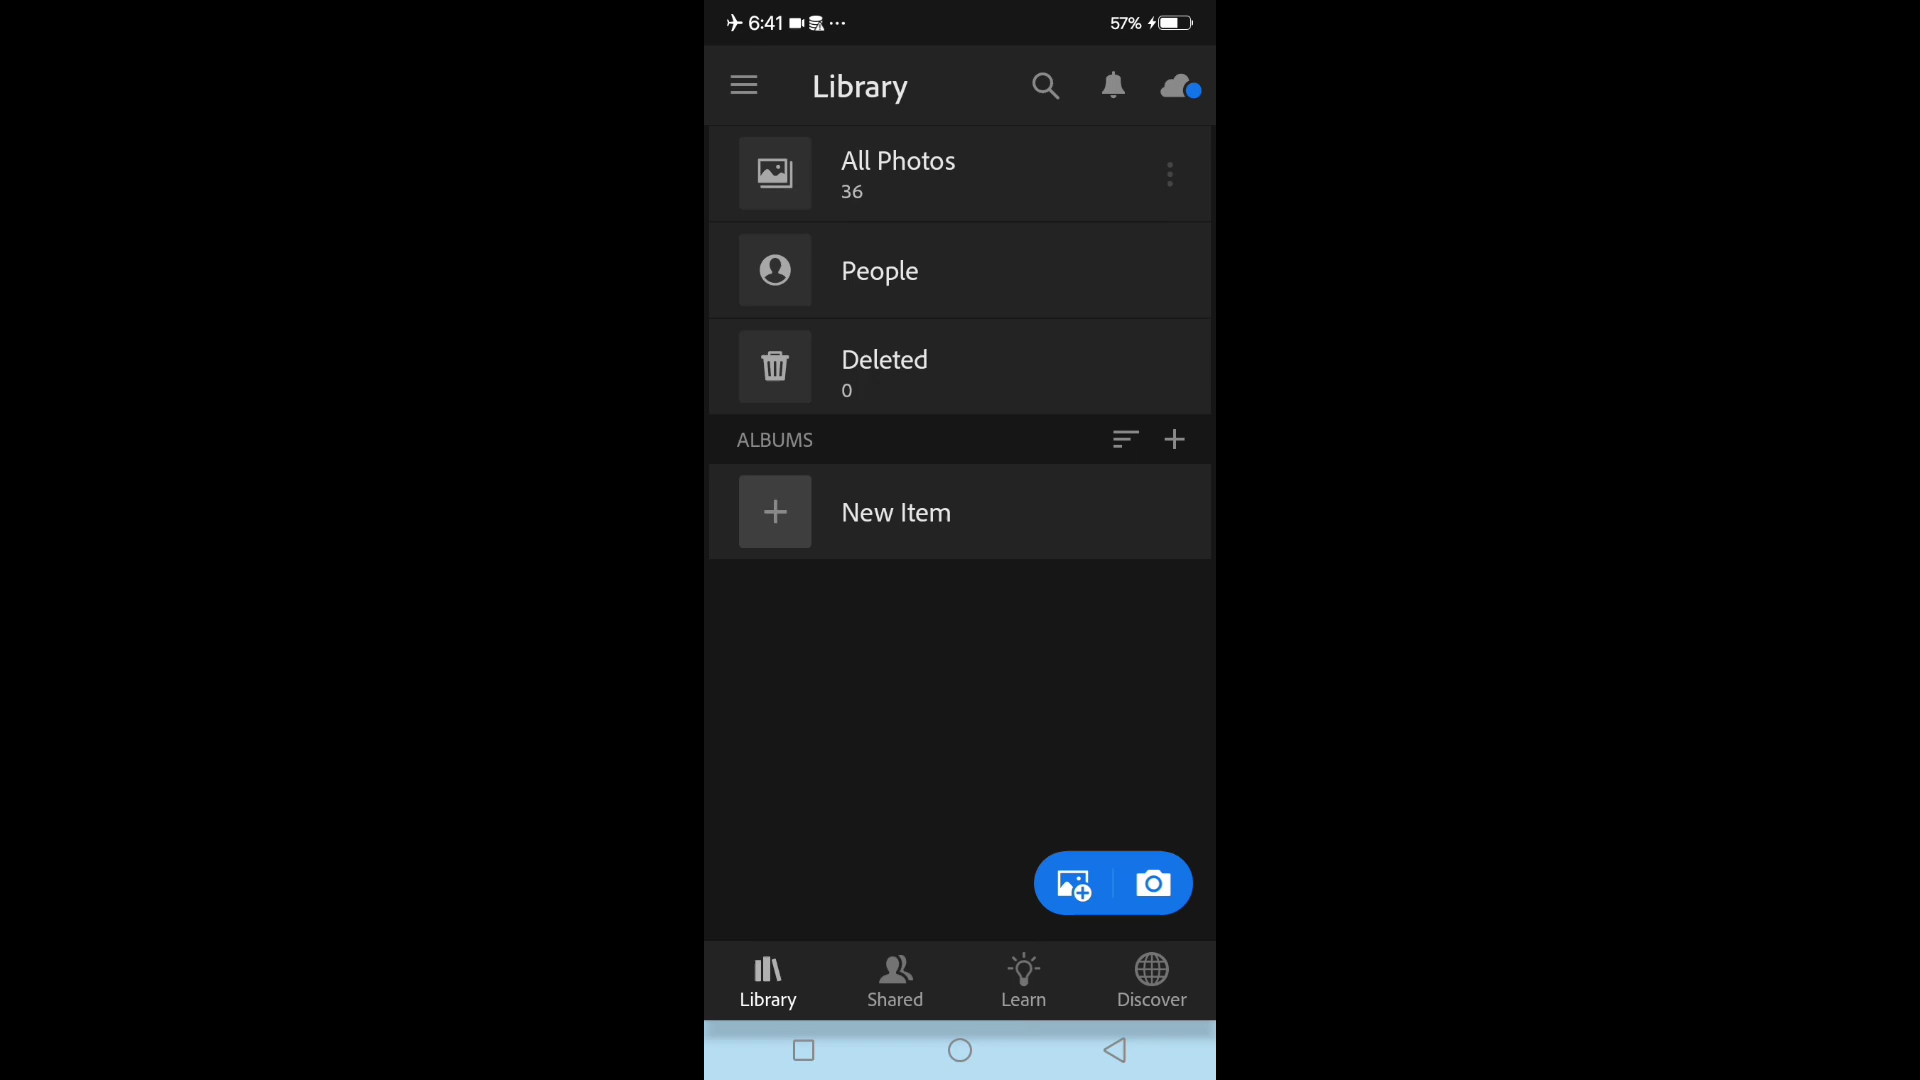 6:41
57%
Library
All Photos
36
People
Deleted
0
ALBUMS
New Item
Library
Shared
Learn
Discover